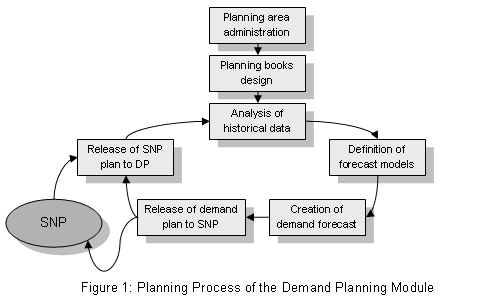 Planning area
administration
Planning books
design
Analysis of
historical data
Release of SNP
plan to DP
Definition of
forecast models
SNP
Release of demand
plan to SNP
Creation of
demand forecast
Figure 1: Planning Process of the Demand Planning Module